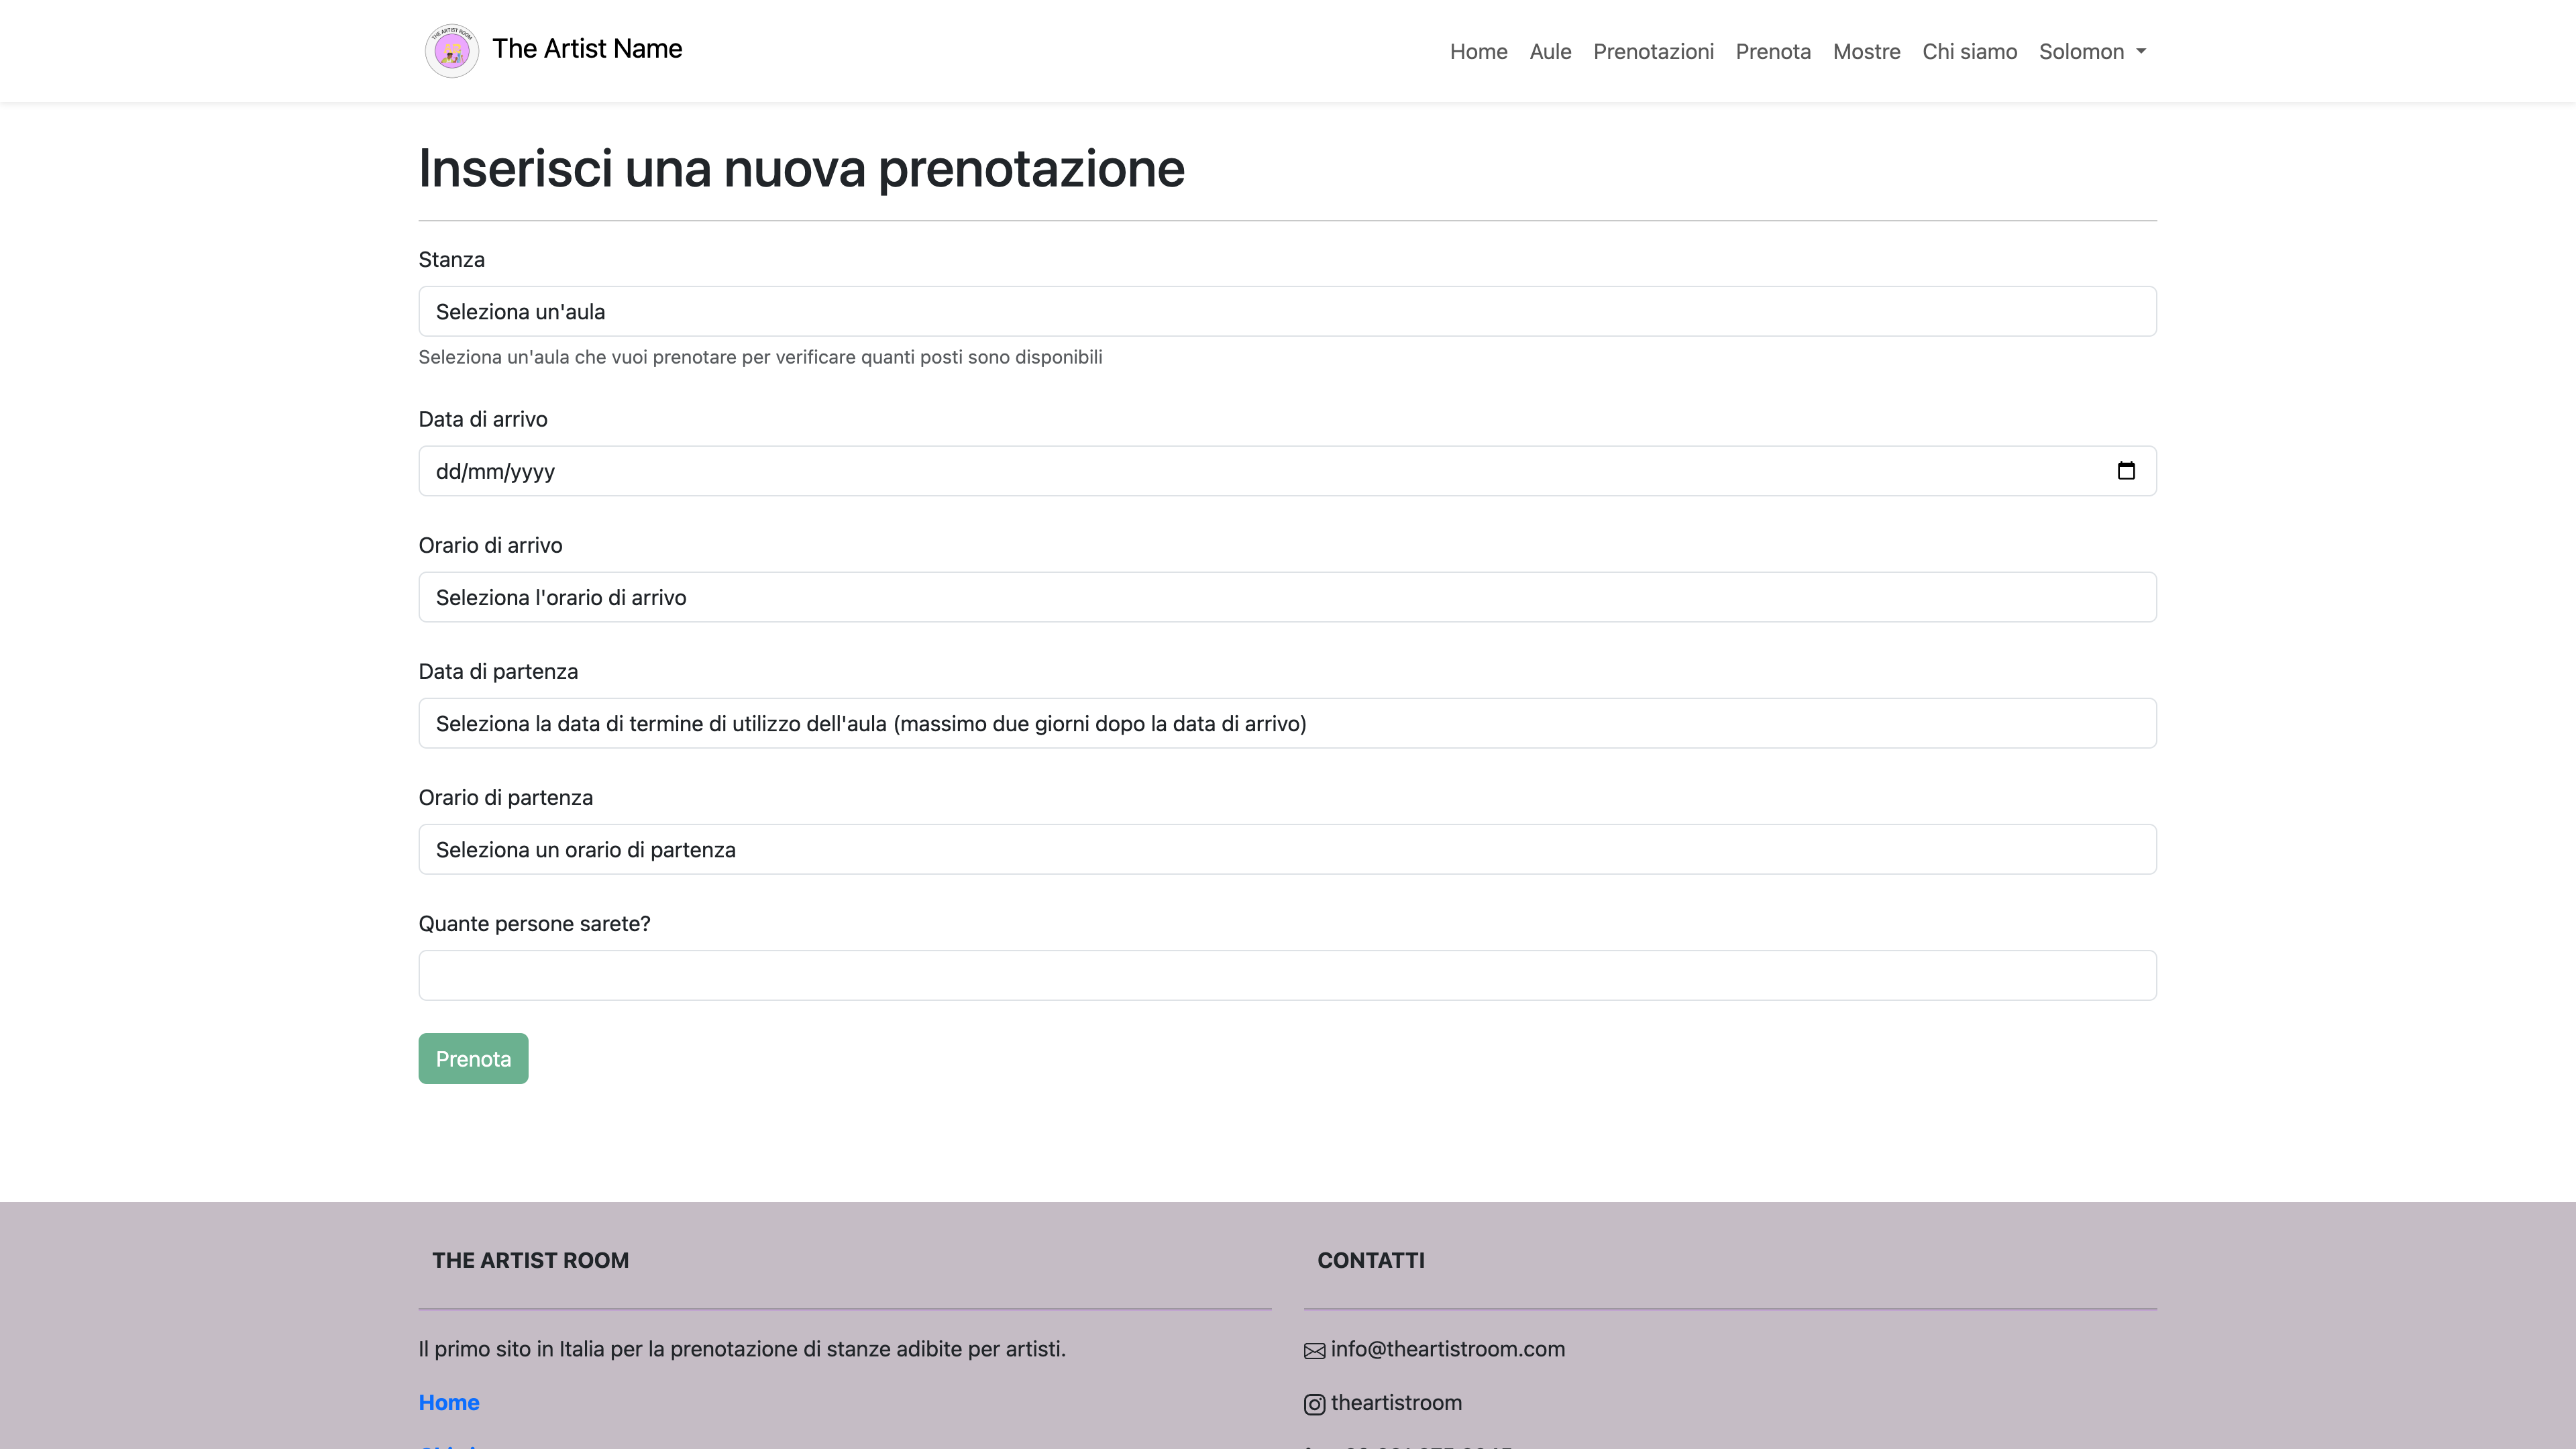 THE ARTIST ROOM
The Artist Name
Home Aule Prenotazioni Prenota Mostre Chi siamo Solomon
Inserisci una nuova prenotazione
Stanza
Seleziona un'aula
Seleziona un'aula che vuoi prenotare per verificare quanti posti sono disponibili
Data di arrivo
dd/mm/yyyy
Orario di arrivo
Seleziona l'orario di arrivo
Data di partenza
Seleziona la data di termine di utilizzo dell'aula (massimo due giorni dopo la data di arrivo)
Orario di partenza
Seleziona un orario di partenza
Quante persone sarete?
Prenota
THE ARTIST ROOM
CONTATTI
Il primo sito in Italia per la prenotazione di stanze adibite per artisti.
info@theartistroom.com
Home
theartistroom